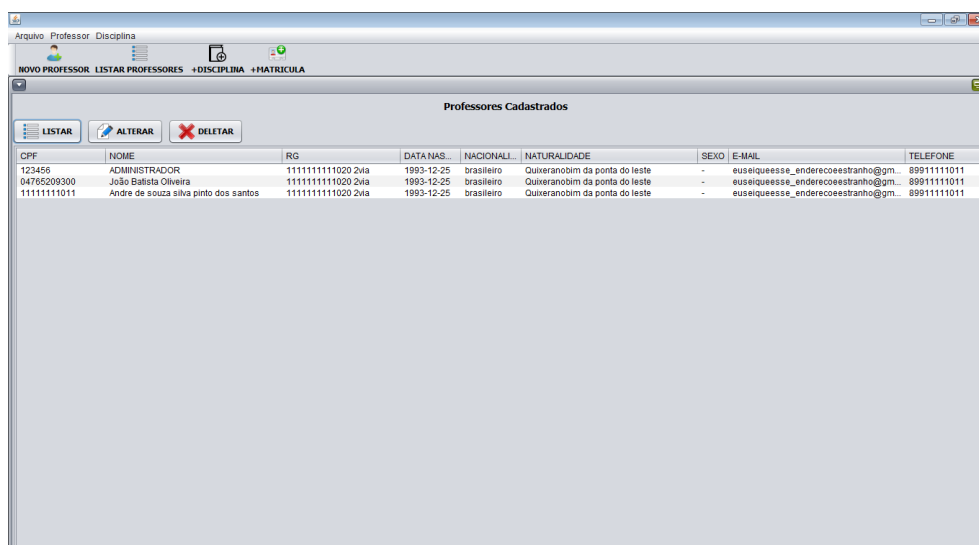 Arquivo Professor Disciplina
NOVO PROFESSOR LISTAR PROFESSORES +DISCIPLINA +MATRICULA
Professores Cadastrados
LISTAR ALTERAR DELETAR
CPF NOME RG DATA NAS... NACIONALI... NATURALIDADE SEXO E-MAIL TELEFONE
123456 ADMINISTRADOR 1111111111020 2via 1993-12-25 brasileiro Quixeranobim da ponta do leste - euseiqueesse_enderecoeestranho@gm... 89911111011
04765209300 João Batista Oliveira 1111111111020 2via 1993-12-25 brasileiro Quixeranobim da ponta do leste - euseiqueesse_enderecoeestranho@gm... 89911111011
11111111011 Andre de souza silva pinto dos santos 1111111111020 2via 1993-12-25 brasileiro Quixeranobim da ponta do leste - euseiqueesse_enderecoeestranho@gm... 89911111011